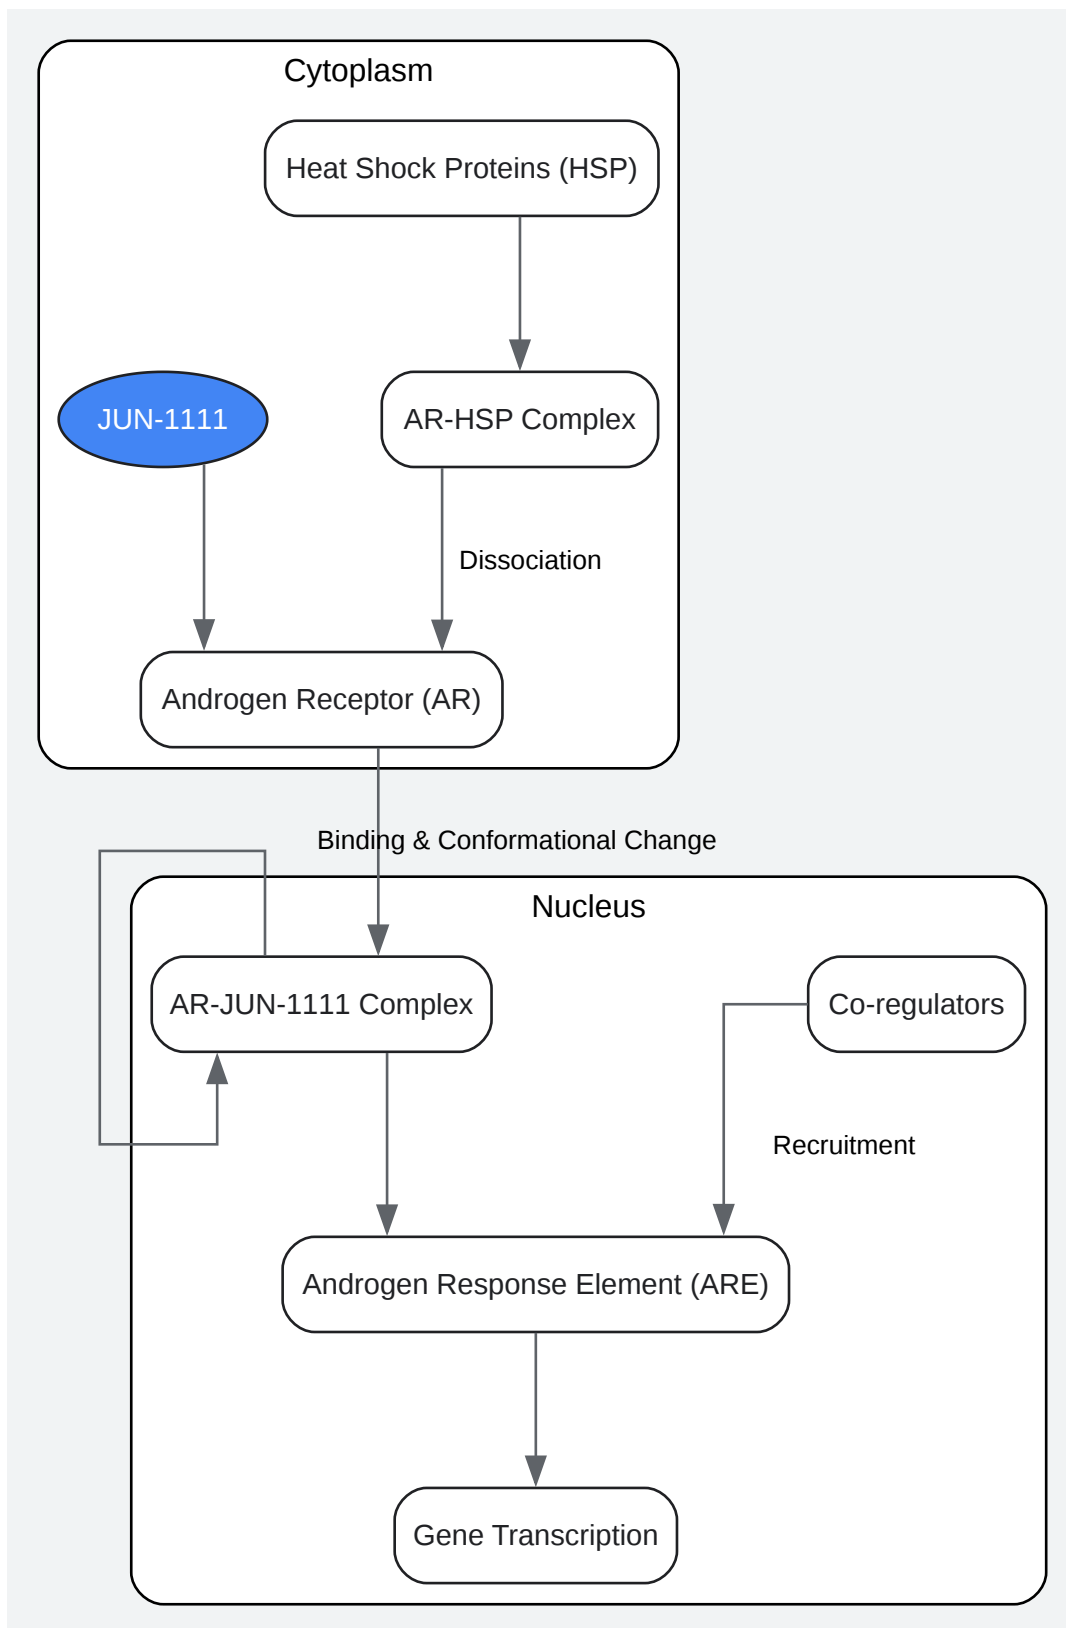 Cytoplasm
Heat Shock Proteins (HSP)
JUN-1111
AR-HSP Complex
Dissociation
Androgen Receptor (AR)
Binding & Conformational Change
Nucleus
AR-JUN-1111 Complex
Co-regulators
Recruitment
Androgen Response Element (ARE)
Gene Transcription